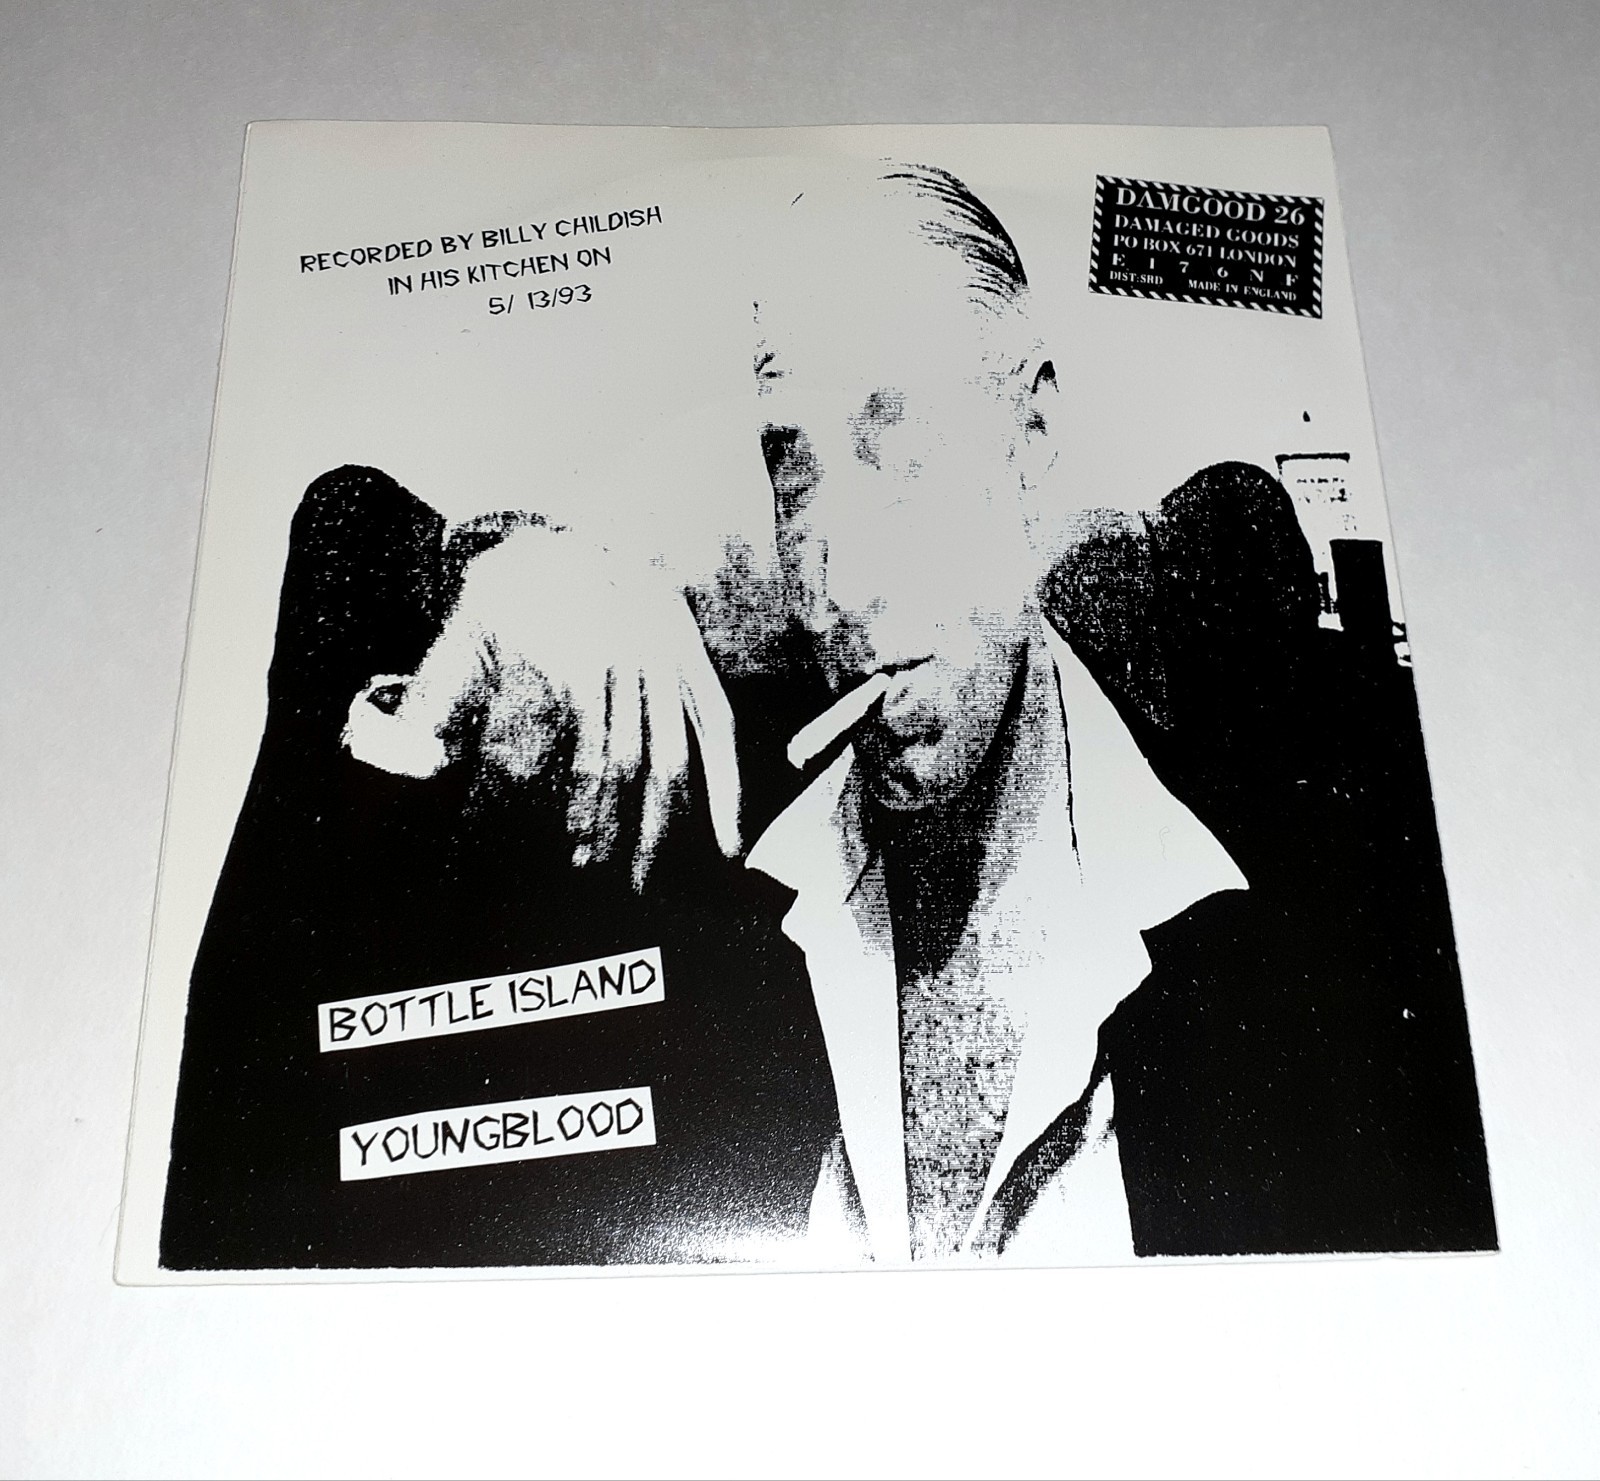 RECORDED BY BILLY CHILDISH
IN HIS KITCHEN ON
5/ 13/93
DAMGOOD 26
DAMAGED GOODS
PO BOX 671 LONDON
E 1 7 6 N F
DIST:SRD MADE IN ENGLAND
BOTTLE ISLAND
YOUNGBLOOD